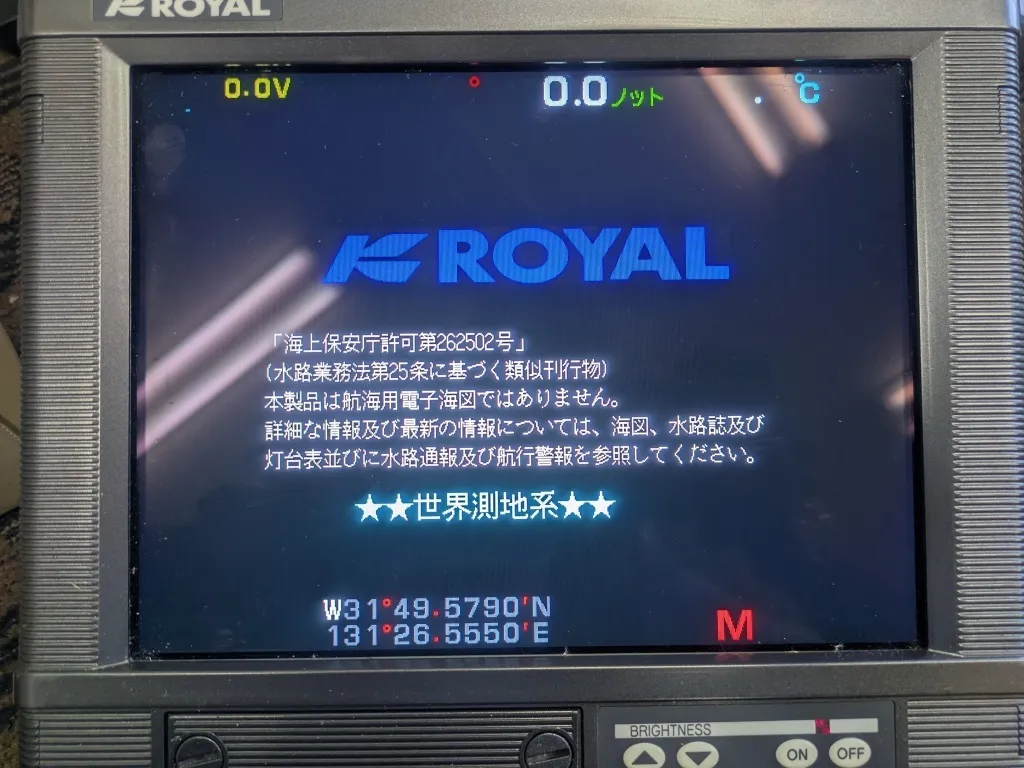 ROYAL
0.0V
0.0ノット
℃
ROYAL
「海上保安庁許可第262502号」
(水路業務法第25条に基づく類似刊行物)
本製品は航海用電子海図ではありません。
詳細な情報及び最新の情報については、海図、水路誌及び
灯台表並びに水路通報及び航行警報を参照してください。
★★世界測地系★★
W31°49.5790'N
131°26.5550'E
M
BRIGHTNESS
ON
OFF